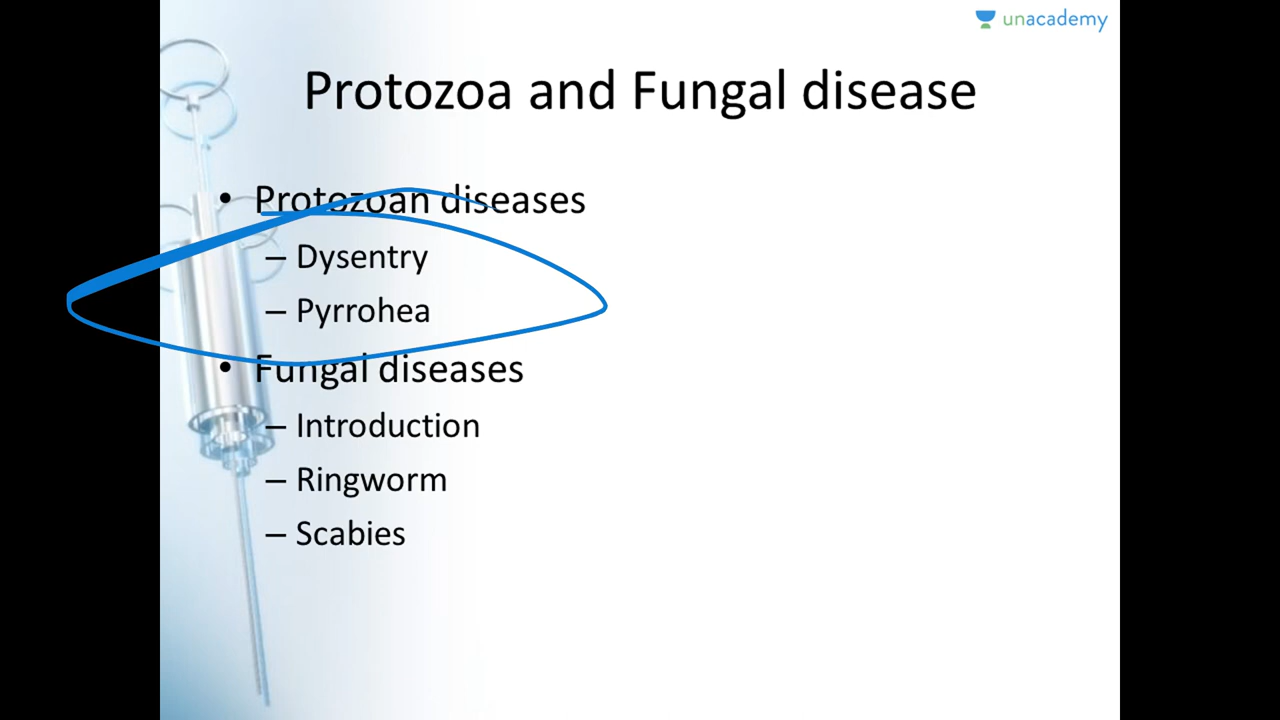 unacademy
Protozoa and Fungal disease
• Protozoan diseases
– Dysentry
– Pyrrohea
• Fungal diseases
– Introduction
– Ringworm
– Scabies